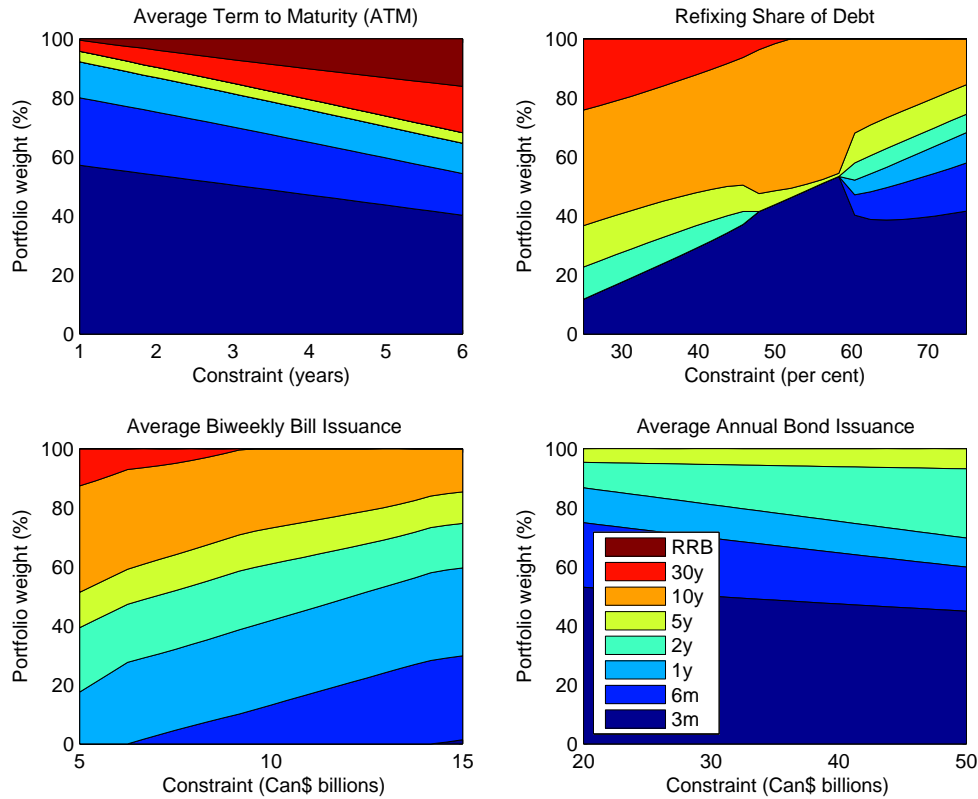 Average Term to Maturity (ATM)
Portfolio weight (%)
100
80
60
40
20
0
1 2 3 4 5 6
Constraint (years)
Refixing Share of Debt
Portfolio weight (%)
100
80
60
40
20
0
30 40 50 60 70
Constraint (per cent)
Average Biweekly Bill Issuance
Portfolio weight (%)
100
80
60
40
20
0
5 10 15
Constraint (Can$ billions)
Average Annual Bond Issuance
Portfolio weight (%)
100
80
60
40
20
0
RRB
30y
10y
5y
2y
1y
6m
3m
20 30 40 50
Constraint (Can$ billions)